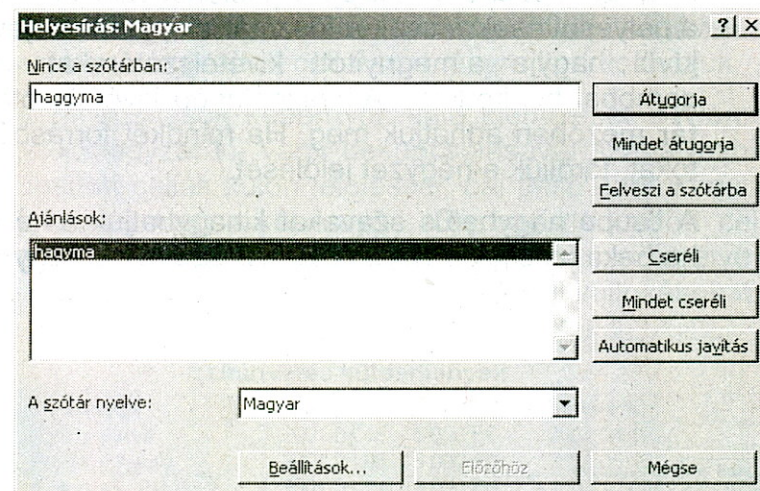 Helyesírás: Magyar
Nincs a szótárban:
haggyma
Átugorja
Mindet átugorja
Felveszi a szótárba
Ajánlások:
hagyma
Cseréli
Mindet cseréli
Automatikus javítás
A szótár nyelve:
Magyar
Beállítások...
Előzőhöz
Mégse